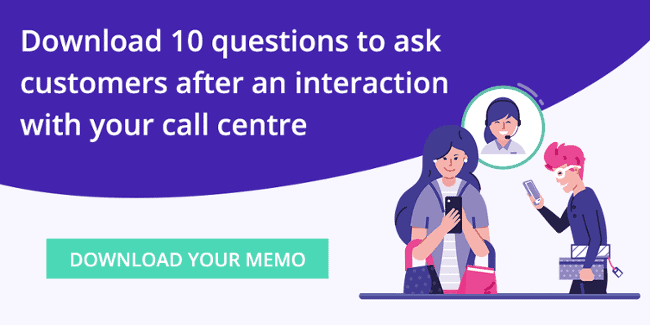 Download 10 questions to ask
customers after an interaction
with your call centre
DOWNLOAD YOUR MEMO